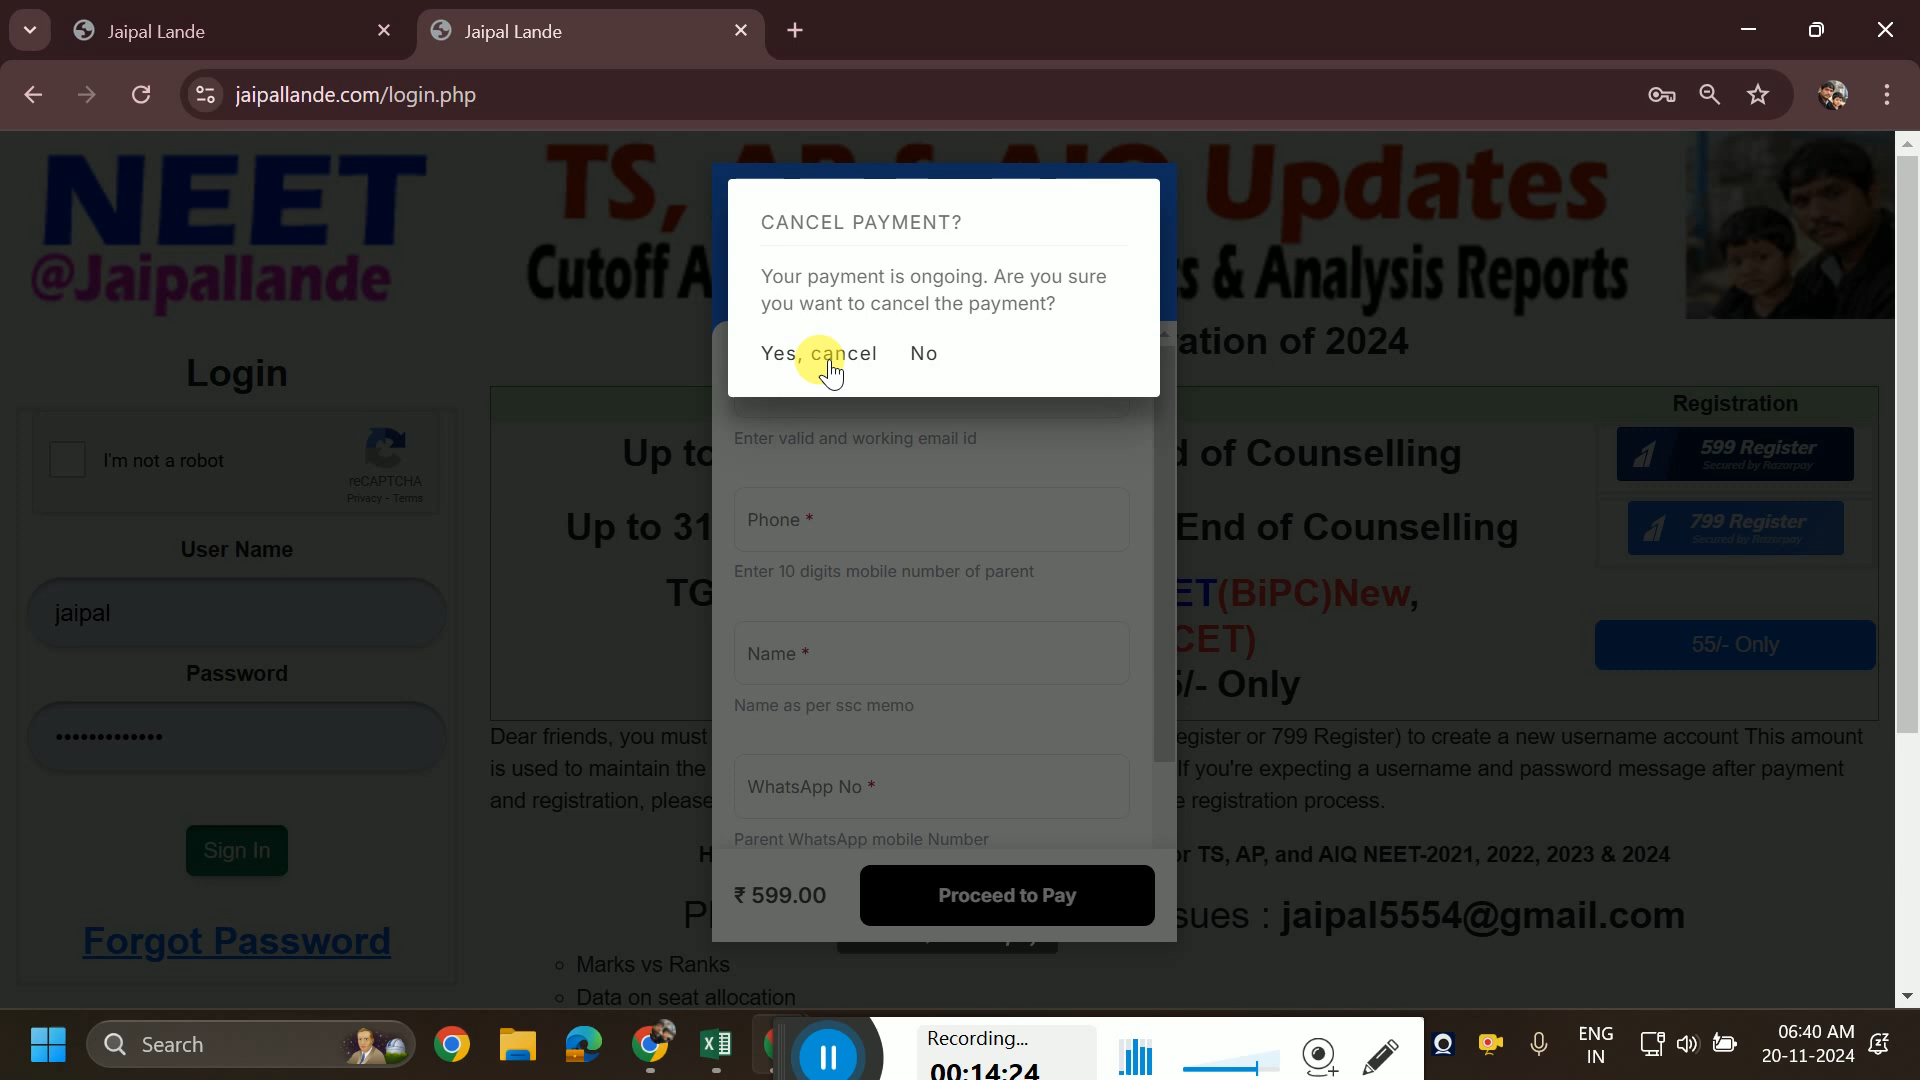 Jaipal Lande
Jaipal Lande
jaipallande.com/login.php
NEET
@Jaipallande
TS, AP & AIQ Updates
Cutoff A
s & Analysis Reports
ation of 2024
CANCEL PAYMENT?
Your payment is ongoing. Are you sure
you want to cancel the payment?
Yes, cancel No
Login
I'm not a robot
reCAPTCHA
Privacy - Terms
User Name
jaipal
Password
•••••••••••••
Sign In
Forgot Password
Registration
Up to
d of Counselling
599 Register
Secured by Razorpay
Up to 31
End of Counselling
799 Register
Secured by Razorpay
TG
ET(BiPC)New,
CET)
/- Only
55/- Only
Enter valid and working email id
Phone *
Enter 10 digits mobile number of parent
Name *
Name as per ssc memo
WhatsApp No *
Parent WhatsApp mobile Number
₹ 599.00
Proceed to Pay
Dear friends, you must
egister or 799 Register) to create a new username account This amount
is used to maintain the
If you're expecting a username and password message after payment
and registration, please
e registration process.
or TS, AP, and AIQ NEET-2021, 2022, 2023 & 2024
sues : jaipal5554@gmail.com
Marks vs Ranks
Data on seat allocation
Search
Recording...
00:14:24
ENG
IN
06:40 AM
20-11-2024